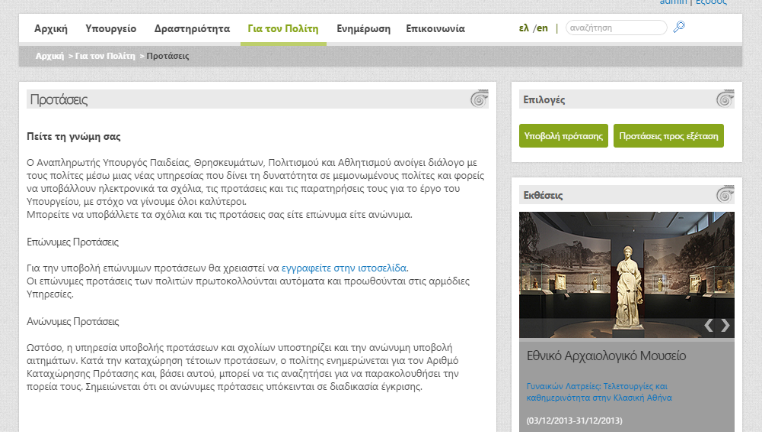 admin | Έξοδος
Αρχική Υπουργείο Δραστηριότητα Για τον Πολίτη Ενημέρωση Επικοινωνία ελ /en | αναζήτηση
Αρχική > Για τον Πολίτη > Προτάσεις
Προτάσεις
Πείτε τη γνώμη σας
Ο Αναπληρωτής Υπουργός Παιδείας, Θρησκευμάτων, Πολιτισμού και Αθλητισμού ανοίγει διάλογο με
τους πολίτες μέσω μιας νέας υπηρεσίας που δίνει τη δυνατότητα σε μεμονωμένους πολίτες και φορείς
να υποβάλλουν ηλεκτρονικά τα σχόλια, τις προτάσεις και τις παρατηρήσεις τους για το έργο του
Υπουργείου, με στόχο να γίνουμε όλοι καλύτεροι.
Μπορείτε να υποβάλλετε τα σχόλια και τις προτάσεις σας είτε επώνυμα είτε ανώνυμα.
Επώνυμες Προτάσεις
Για την υποβολή επώνυμων προτάσεων θα χρειαστεί να εγγραφείτε στην ιστοσελίδα.
Οι επώνυμες προτάσεις των πολιτών πρωτοκολλούνται αυτόματα και προωθούνται στις αρμόδιες
Υπηρεσίες.
Ανώνυμες Προτάσεις
Ωστόσο, η υπηρεσία υποβολής προτάσεων και σχολίων υποστηρίζει και την ανώνυμη υποβολή
αιτημάτων. Κατά την καταχώρηση τέτοιων προτάσεων, ο πολίτης ενημερώνεται για τον Αριθμό
Καταχώρησης Πρότασης και, βάσει αυτού, μπορεί να τις αναζητήσει για να παρακολουθήσει την
πορεία τους. Σημειώνεται ότι οι ανώνυμες πρότασεις υπόκεινται σε διαδικασία έγκρισης.
Επιλογές
Υποβολή πρότασης Προτάσεις προς εξέταση
Εκθέσεις
Εθνικό Αρχαιολογικό Μουσείο
Γυναικών Λατρείες: Τελετουργίες και
καθημερινότητα στην Κλασική Αθήνα
(03/12/2013-31/12/2013)